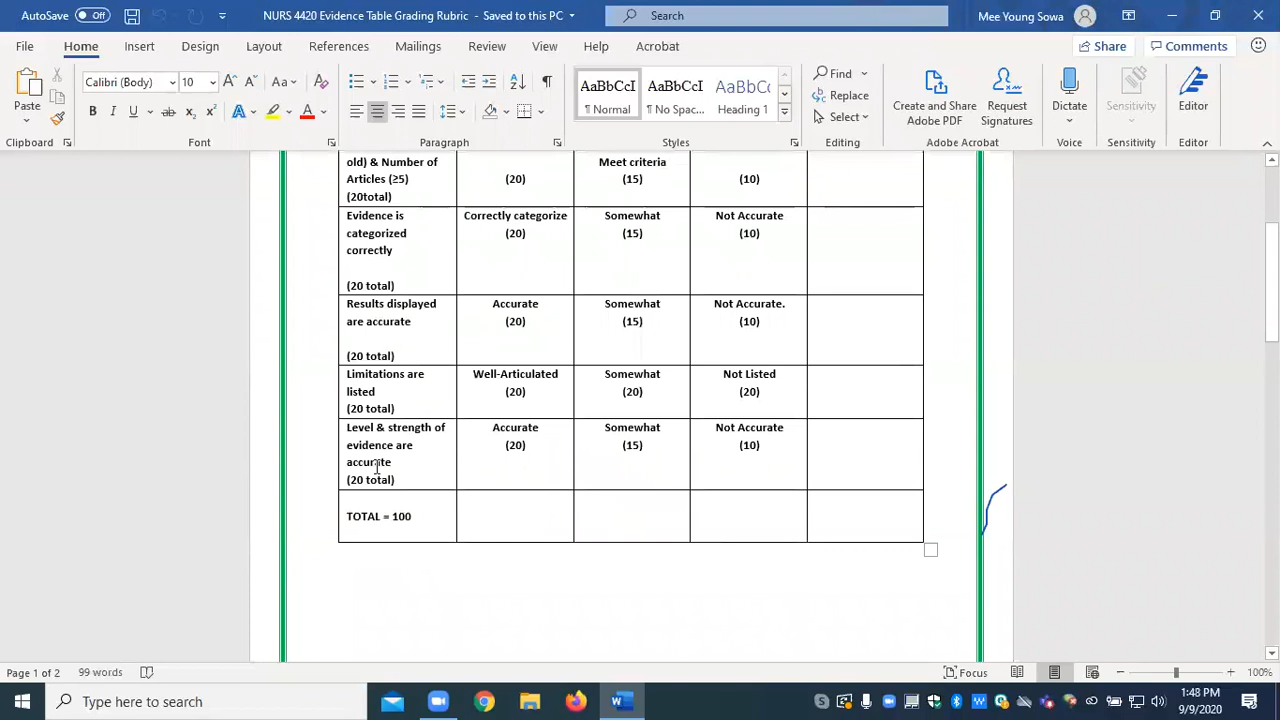 AutoSave Off NURS 4420 Evidence Table Grading Rubric - Saved to this PC Search Mee Young Sowa
File Home Insert Design Layout References Mailings Review View Help Acrobat Share Comments
Calibri (Body) 10 Aa AaBbCcI AaBbCcI AaBbC Find
Paste B I U ab x₂ x² A A ¶ Normal ¶ No Spac... Heading 1 Replace Create and Share Request Dictate Sensitivity Editor
Select Adobe PDF Signatures
Clipboard Font Paragraph Styles Editing Adobe Acrobat Voice Sensitivity Editor
old) & Number of Meet criteria
Articles (≥5) (20) (15) (10)
(20total)
Evidence is Correctly categorize Somewhat Not Accurate
categorized (20) (15) (10)
correctly
(20 total)
Results displayed Accurate Somewhat Not Accurate.
are accurate (20) (15) (10)
(20 total)
Limitations are Well-Articulated Somewhat Not Listed
listed (20) (20) (20)
(20 total)
Level & strength of Accurate Somewhat Not Accurate
evidence are (20) (15) (10)
accurate
(20 total)
TOTAL = 100
Page 1 of 2 99 words Focus 100%
Type here to search 1:48 PM
9/9/2020